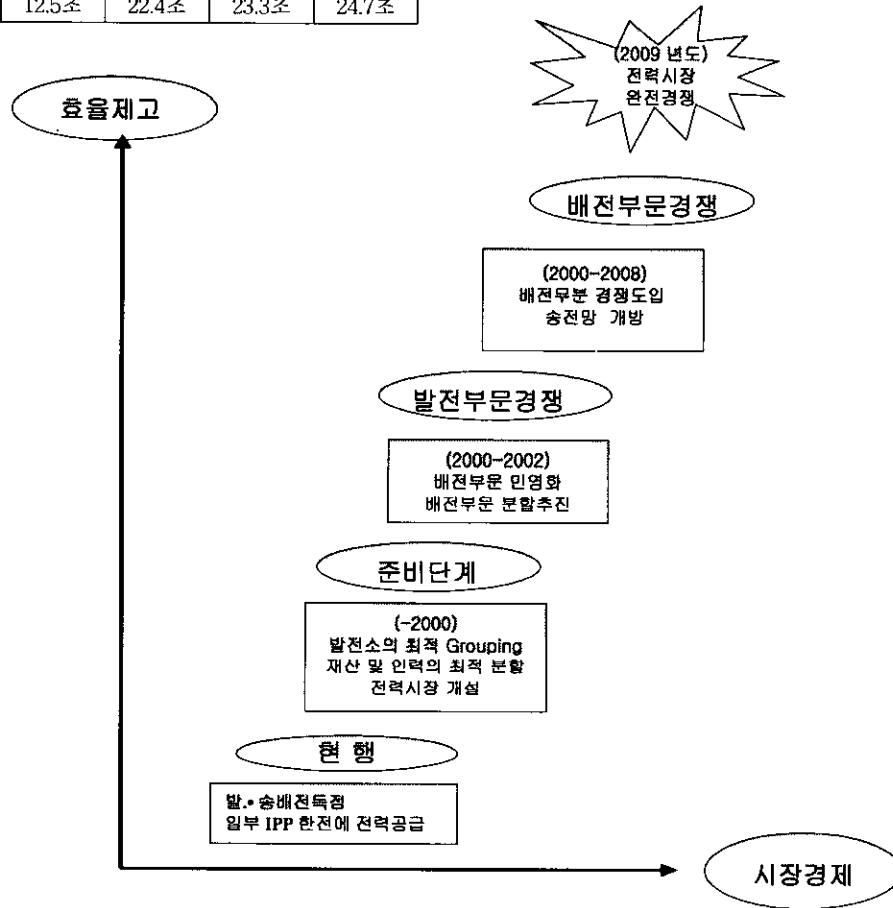 12.5조 22.4조 23.3조 24.7조
(2009 년도)
전력시장
완전경쟁
효율제고
배전부문경쟁
(2000-2008)
배전무분 경쟁도입
송전망 개방
발전부문경쟁
(2000-2002)
배전부문 민영화
배전부문 분할추진
준비단계
(-2000)
발전소의 최적 Grouping
재산 및 인력의 최적 분할
전력시장 개설
현 행
발.• 송배전독점
일부 IPP 한전에 전력공급
시장경제